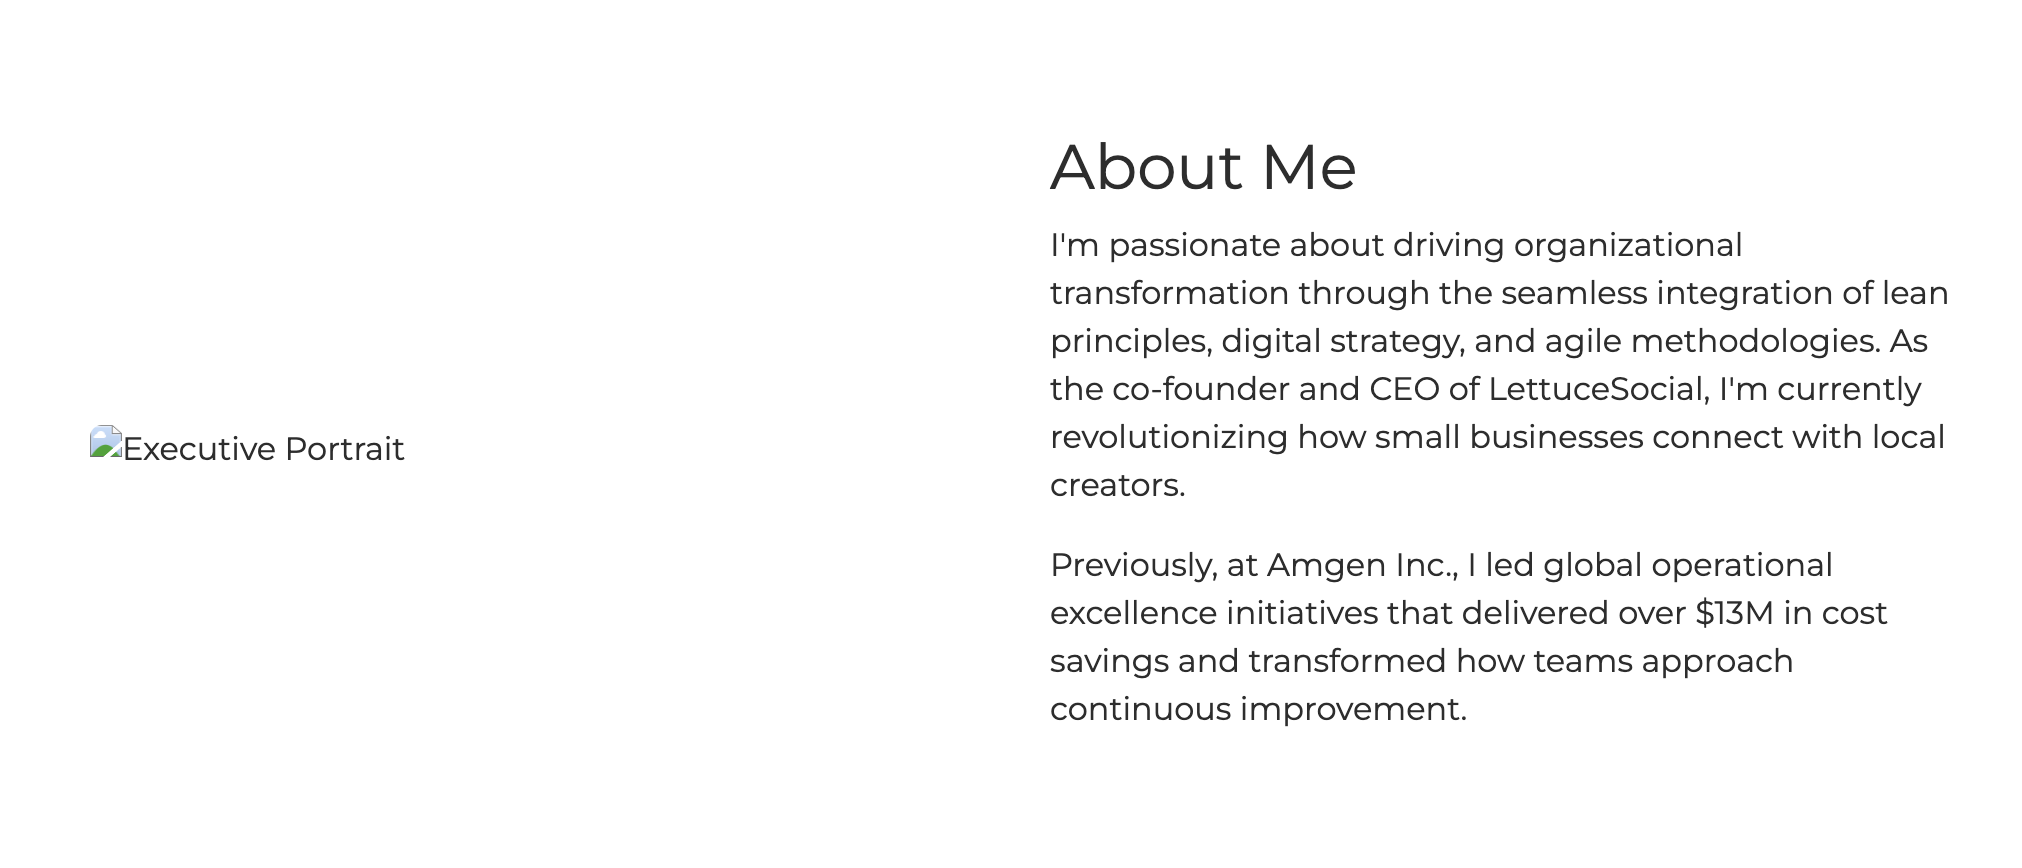 About Me
I'm passionate about driving organizational
transformation through the seamless integration of lean
principles, digital strategy, and agile methodologies. As
the co-founder and CEO of LettuceSocial, I'm currently
revolutionizing how small businesses connect with local
creators.
Executive Portrait
Previously, at Amgen Inc., I led global operational
excellence initiatives that delivered over $13M in cost
savings and transformed how teams approach
continuous improvement.